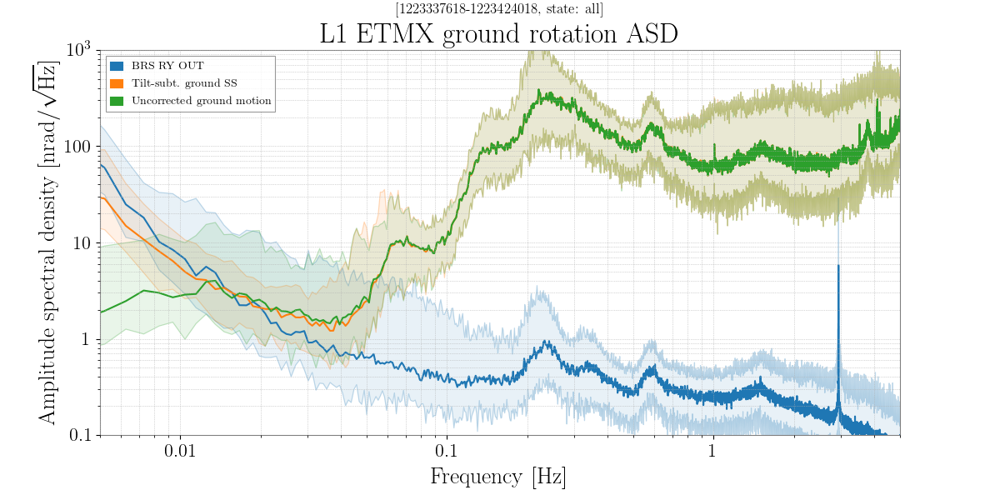 [1223337618-1223424018, state: all]
L1 ETMX ground rotation ASD
Amplitude spectral density [nrad/√Hz]
10³
100
10
1
0.1
BRS RY OUT
Tilt-subt. ground SS
Uncorrected ground motion
0.01
0.1
1
Frequency [Hz]